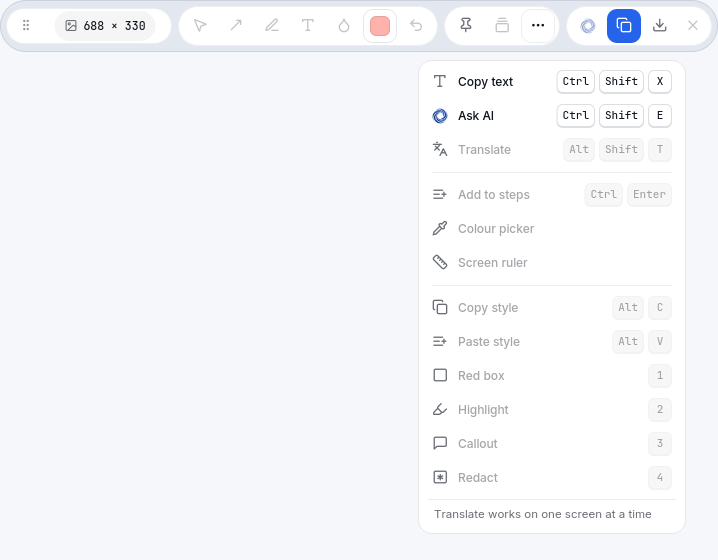 688 × 330
Copy text Ctrl Shift X
Ask AI Ctrl Shift E
Translate Alt Shift T
Add to steps Ctrl Enter
Colour picker
Screen ruler
Copy style Alt C
Paste style Alt V
Red box 1
Highlight 2
Callout 3
Redact 4
Translate works on one screen at a time